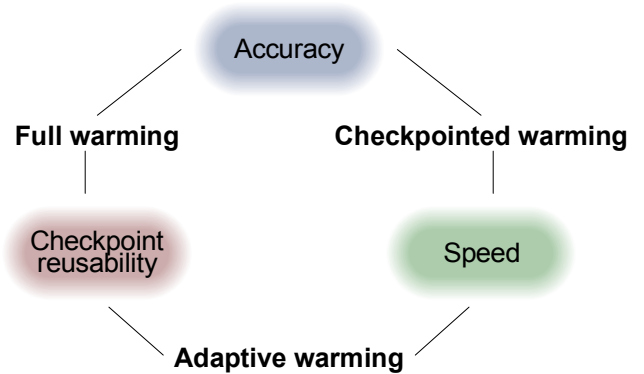 Accuracy
Full warming
Checkpointed warming
Checkpoint
reusability
Speed
Adaptive warming